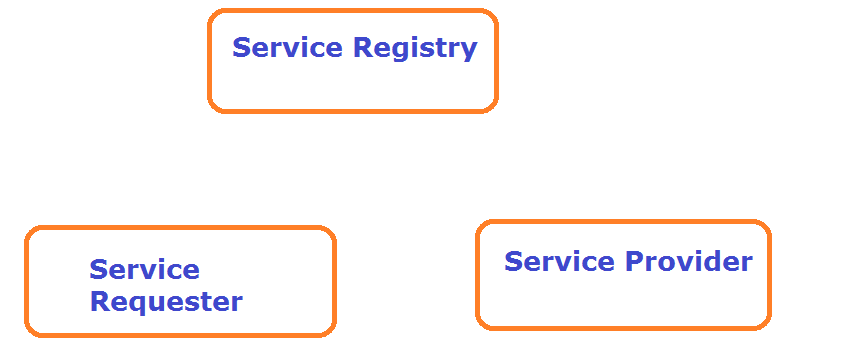 Service Registry
Service
Requester
Service Provider